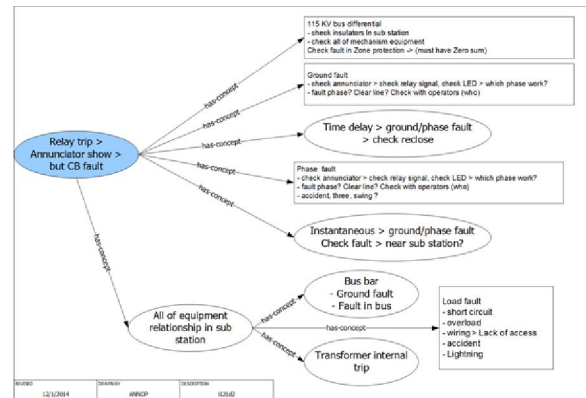 115 KV bus differential
- check insulators In sub station
- check all of mechanism equipment
Check fault in Zone protection -> (must have Zero sum)
has-concept
Ground fault
- check annunciator > check relay signal, check LED > which phase work?
- fault phase? Clear line? Check with operators (who)
has-concept
Relay trip >
Annunciator show >
but CB fault
has-concept
Time delay > ground/phase fault
> check reclose
has-concept
Phase fault
- check annunciator > check relay signal, check LED > which phase work?
- fault phase? Clear line? Check with operators (who)
- accident, three, swing ?
has-concept
Instantaneous > ground/phase fault
Check fault > near sub station?
has-concept
All of equipment
relationship in sub
station
has-concept
Bus bar
- Ground fault
- Fault in bus
has-concept
Load fault
- short circuit
- overload
- wiring > Lack of access
- accident
- Lightning
has-concept
Transformer internal
trip
REVISED
12/1/2014
DRAWN BY
ANNOP
DESCRIPTION